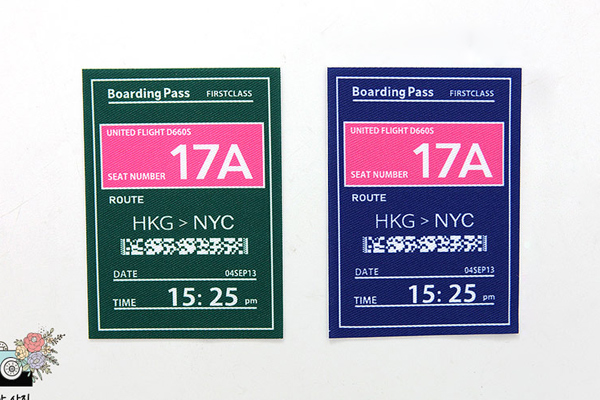 Boarding Pass FIRSTCLASS
UNITED FLIGHT D660S
SEAT NUMBER 17A
ROUTE
HKG > NYC
DATE 04SEP13
TIME 15: 25 pm
Boarding Pass FIRSTCLASS
UNITED FLIGHT D660S
SEAT NUMBER 17A
ROUTE
HKG > NYC
DATE 04SEP13
TIME 15: 25 pm